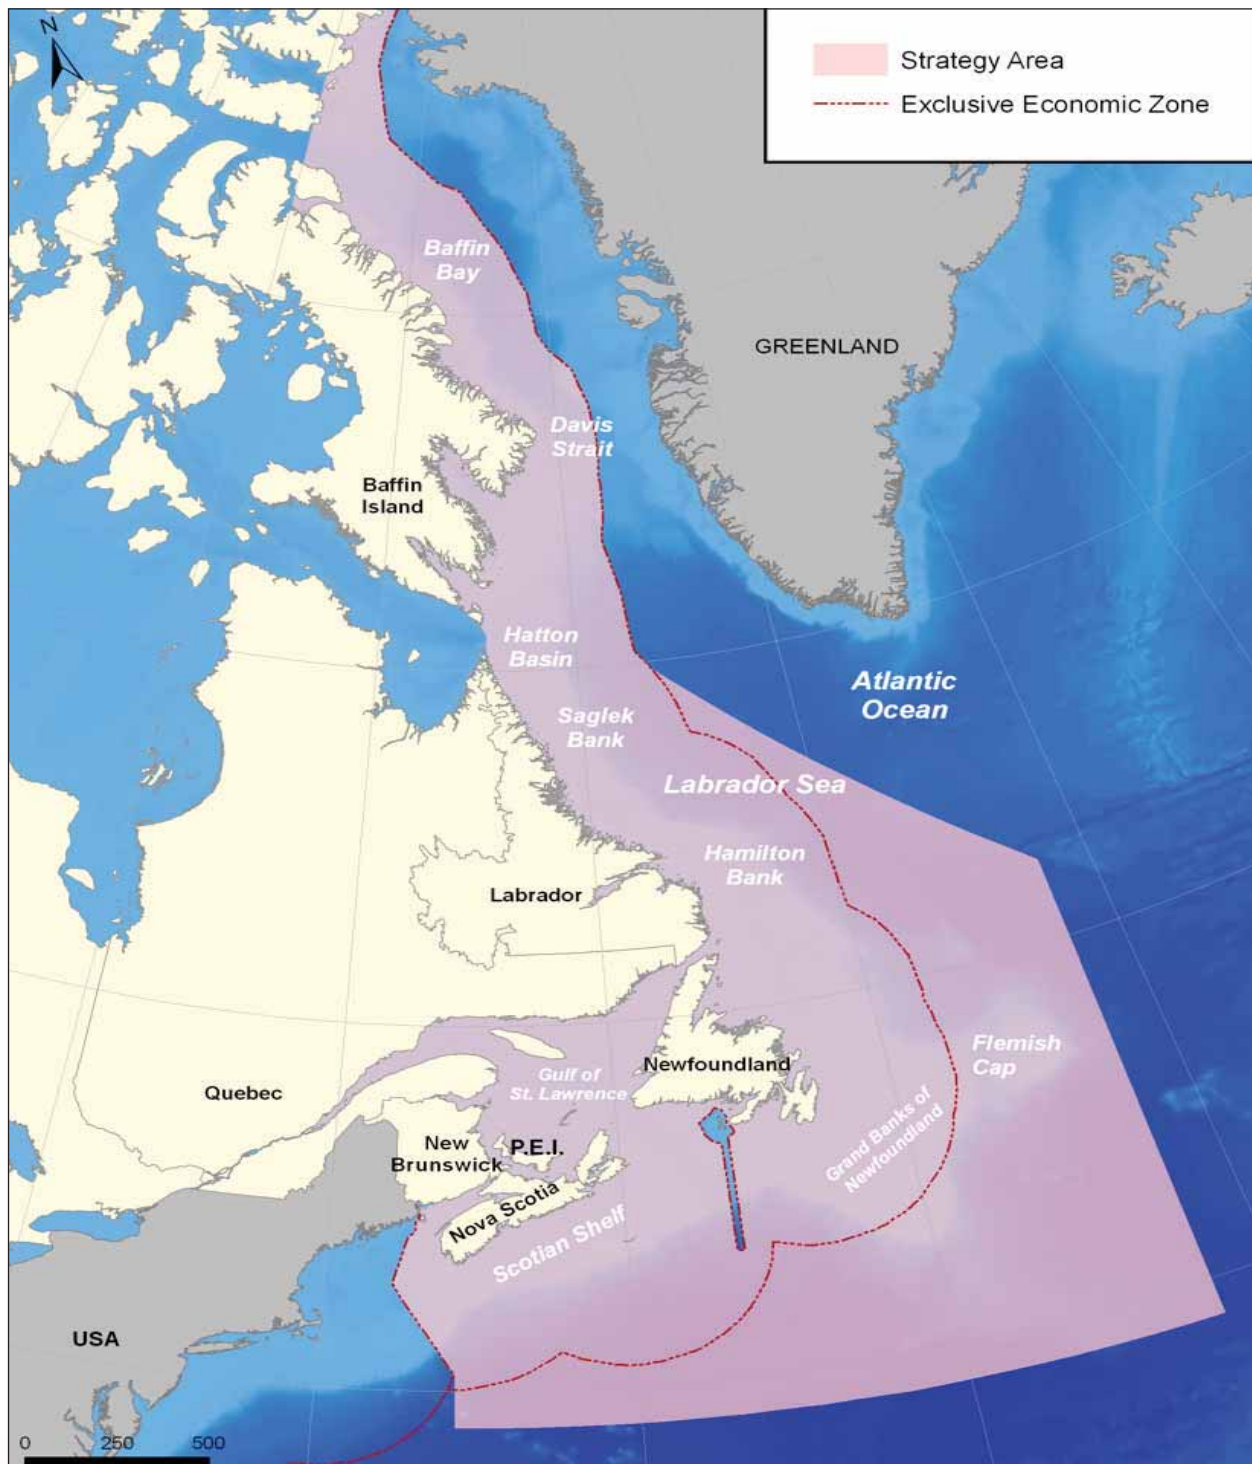 N
Strategy Area
Exclusive Economic Zone
Baffin
Bay
GREENLAND
Davis
Strait
Baffin
Island
Hatton
Basin
Atlantic
Ocean
Saglek
Bank
Labrador Sea
Hamilton
Bank
Labrador
Flemish
Cap
Newfoundland
Gulf of
St. Lawrence
Quebec
Grand Banks of
Newfoundland
New
Brunswick
P.E.I.
Nova Scotia
Scotian Shelf
USA
0 250 500